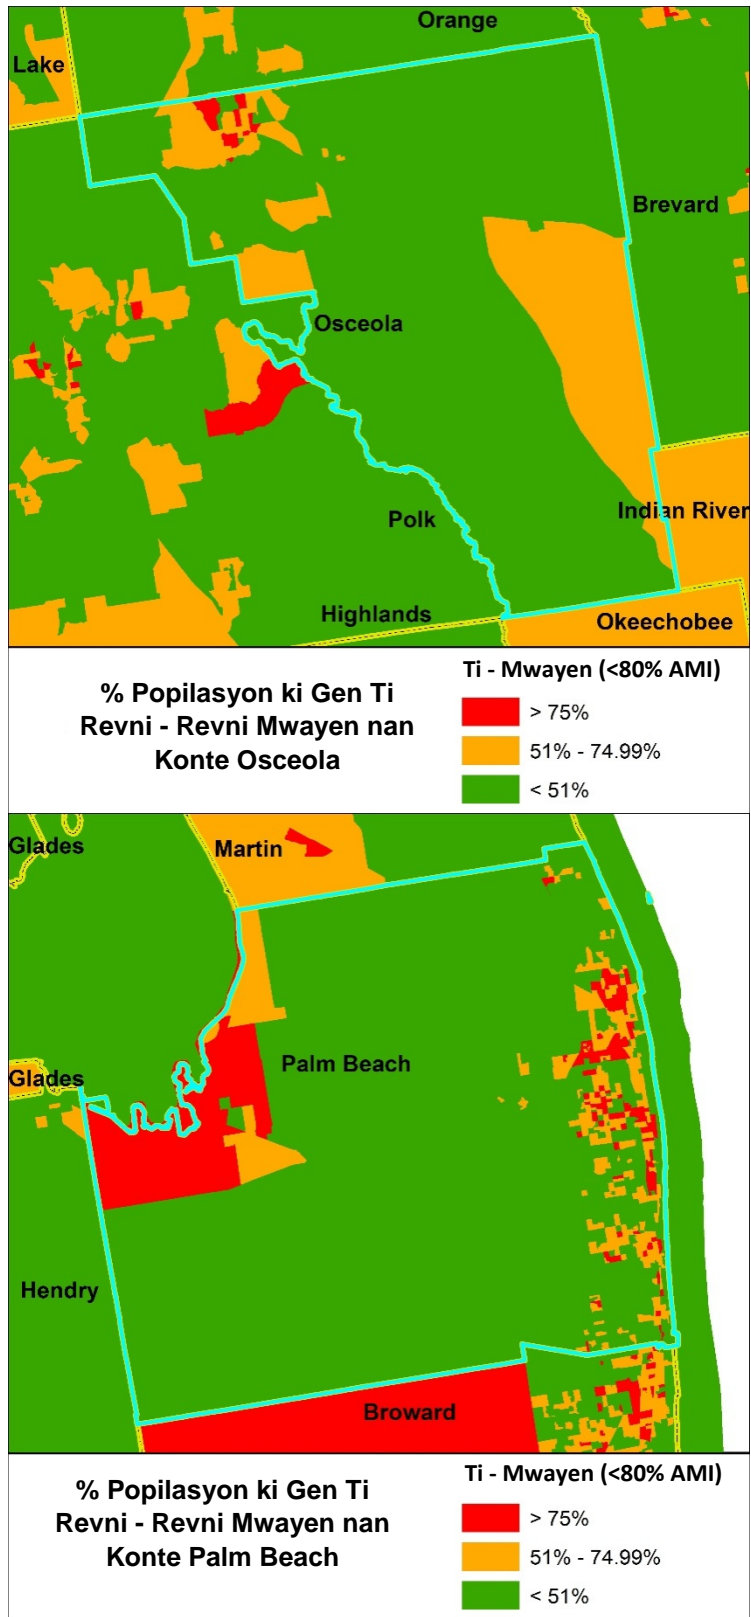 Orange
Lake
Brevard
Osceola
Indian River
Polk
Highlands
Okeechobee
% Popilasyon ki Gen Ti
Revni - Revni Mwayen nan
Konte Osceola
Ti - Mwayen (<80% AMI)
> 75%
51% - 74.99%
< 51%
Glades
Martin
Palm Beach
Glades
Hendry
Broward
% Popilasyon ki Gen Ti
Revni - Revni Mwayen nan
Konte Palm Beach
Ti - Mwayen (<80% AMI)
> 75%
51% - 74.99%
< 51%